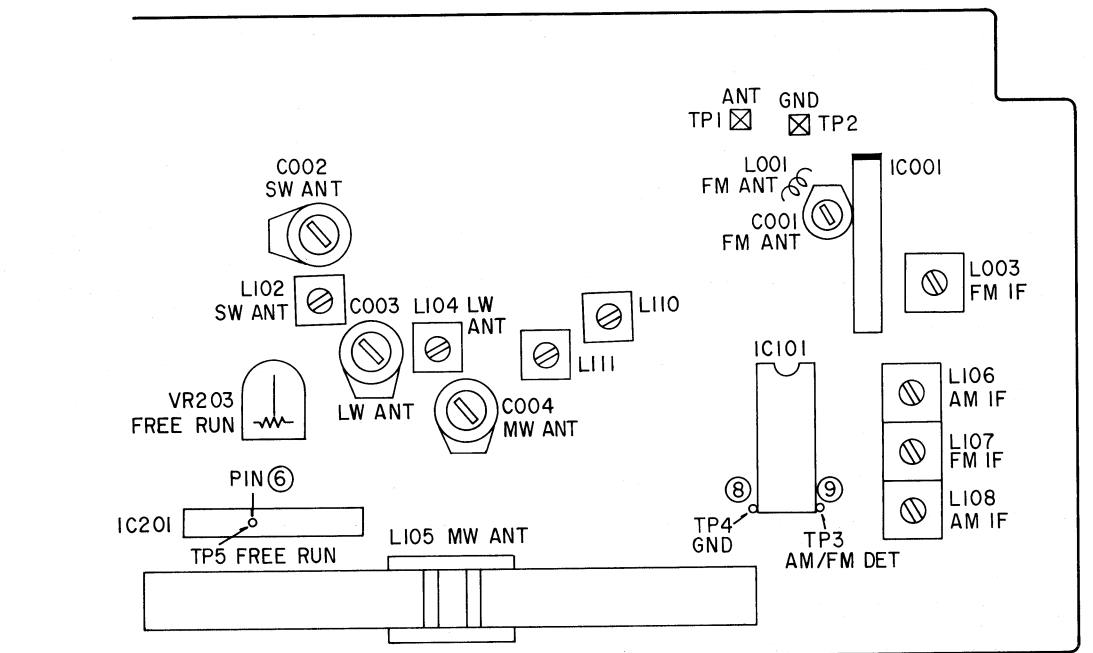 ANT
GND
TP1
TP2
C002
SW ANT
L001
FM ANT
IC001
C001
FM ANT
L003
FM IF
L102
SW ANT
C003
LW ANT
L104 LW
ANT
L110
L111
IC101
VR203
FREE RUN
C004
MW ANT
L106
AM IF
L107
FM IF
L108
AM IF
PIN 6
IC201
TP5 FREE RUN
8
9
TP4
GND
TP3
AM/FM DET
L105 MW ANT